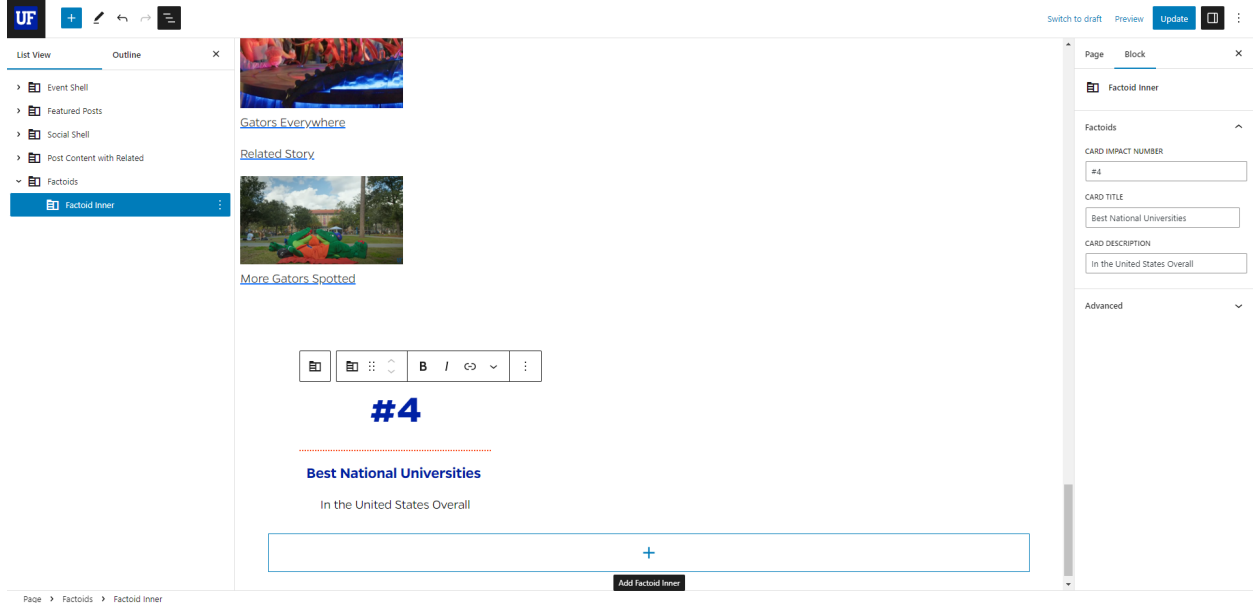 UF
Switch to draft
Preview
Update
List View
Outline
Event Shell
Featured Posts
Social Shell
Post Content with Related
Factoids
Factoid Inner
Gators Everywhere
Related Story
More Gators Spotted
B I
#4
Best National Universities
In the United States Overall
Add Factoid Inner
Page
Block
Factoid Inner
Factoids
CARD IMPACT NUMBER
#4
CARD TITLE
Best National Universities
CARD DESCRIPTION
In the United States Overall
Advanced
Page > Factoids > Factoid Inner